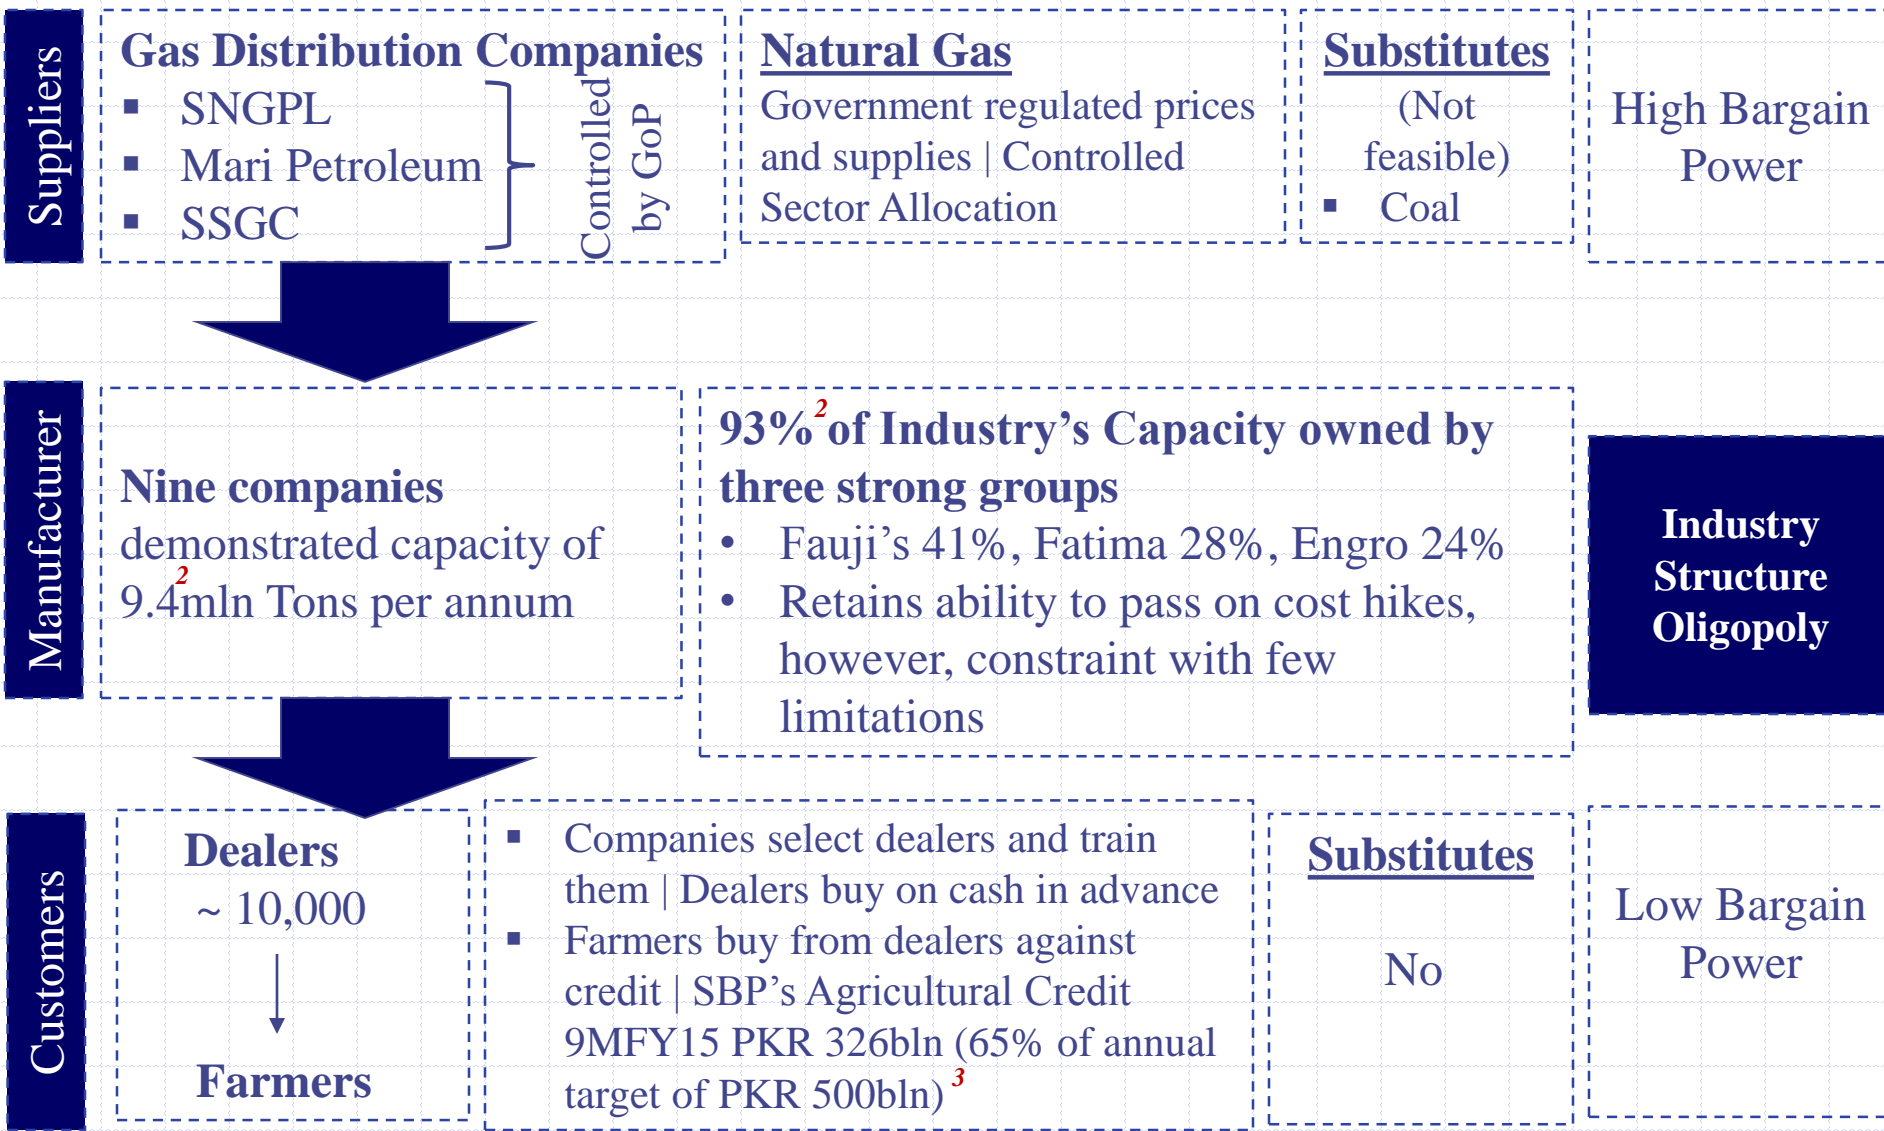 Suppliers
Gas Distribution Companies
▪ SNGPL
▪ Mari Petroleum
▪ SSGC
Controlled
by GoP
Natural Gas
Government regulated prices
and supplies | Controlled
Sector Allocation
Substitutes
(Not
feasible)
▪ Coal
High Bargain
Power
Manufacturer
Nine companies
demonstrated capacity of
9.4²mln Tons per annum
93%² of Industry’s Capacity owned by
three strong groups
• Fauji’s 41%, Fatima 28%, Engro 24%
• Retains ability to pass on cost hikes,
however, constraint with few
limitations
Industry
Structure
Oligopoly
Customers
Dealers
~ 10,000
Farmers
▪ Companies select dealers and train
them | Dealers buy on cash in advance
▪ Farmers buy from dealers against
credit | SBP’s Agricultural Credit
9MFY15 PKR 326bln (65% of annual
target of PKR 500bln) ³
Substitutes
No
Low Bargain
Power